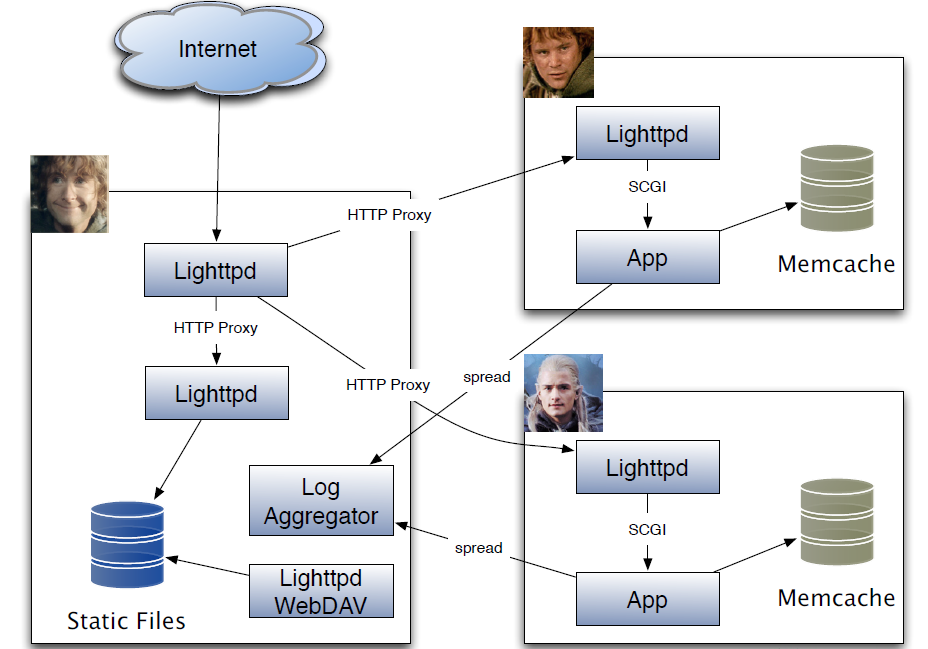 Internet
Lighttpd
HTTP Proxy
Lighttpd
SCGI
App
Memcache
Lighttpd
HTTP Proxy
Lighttpd
HTTP Proxy
spread
Lighttpd
SCGI
App
Memcache
Log
Aggregator
spread
Lighttpd
WebDAV
Static Files